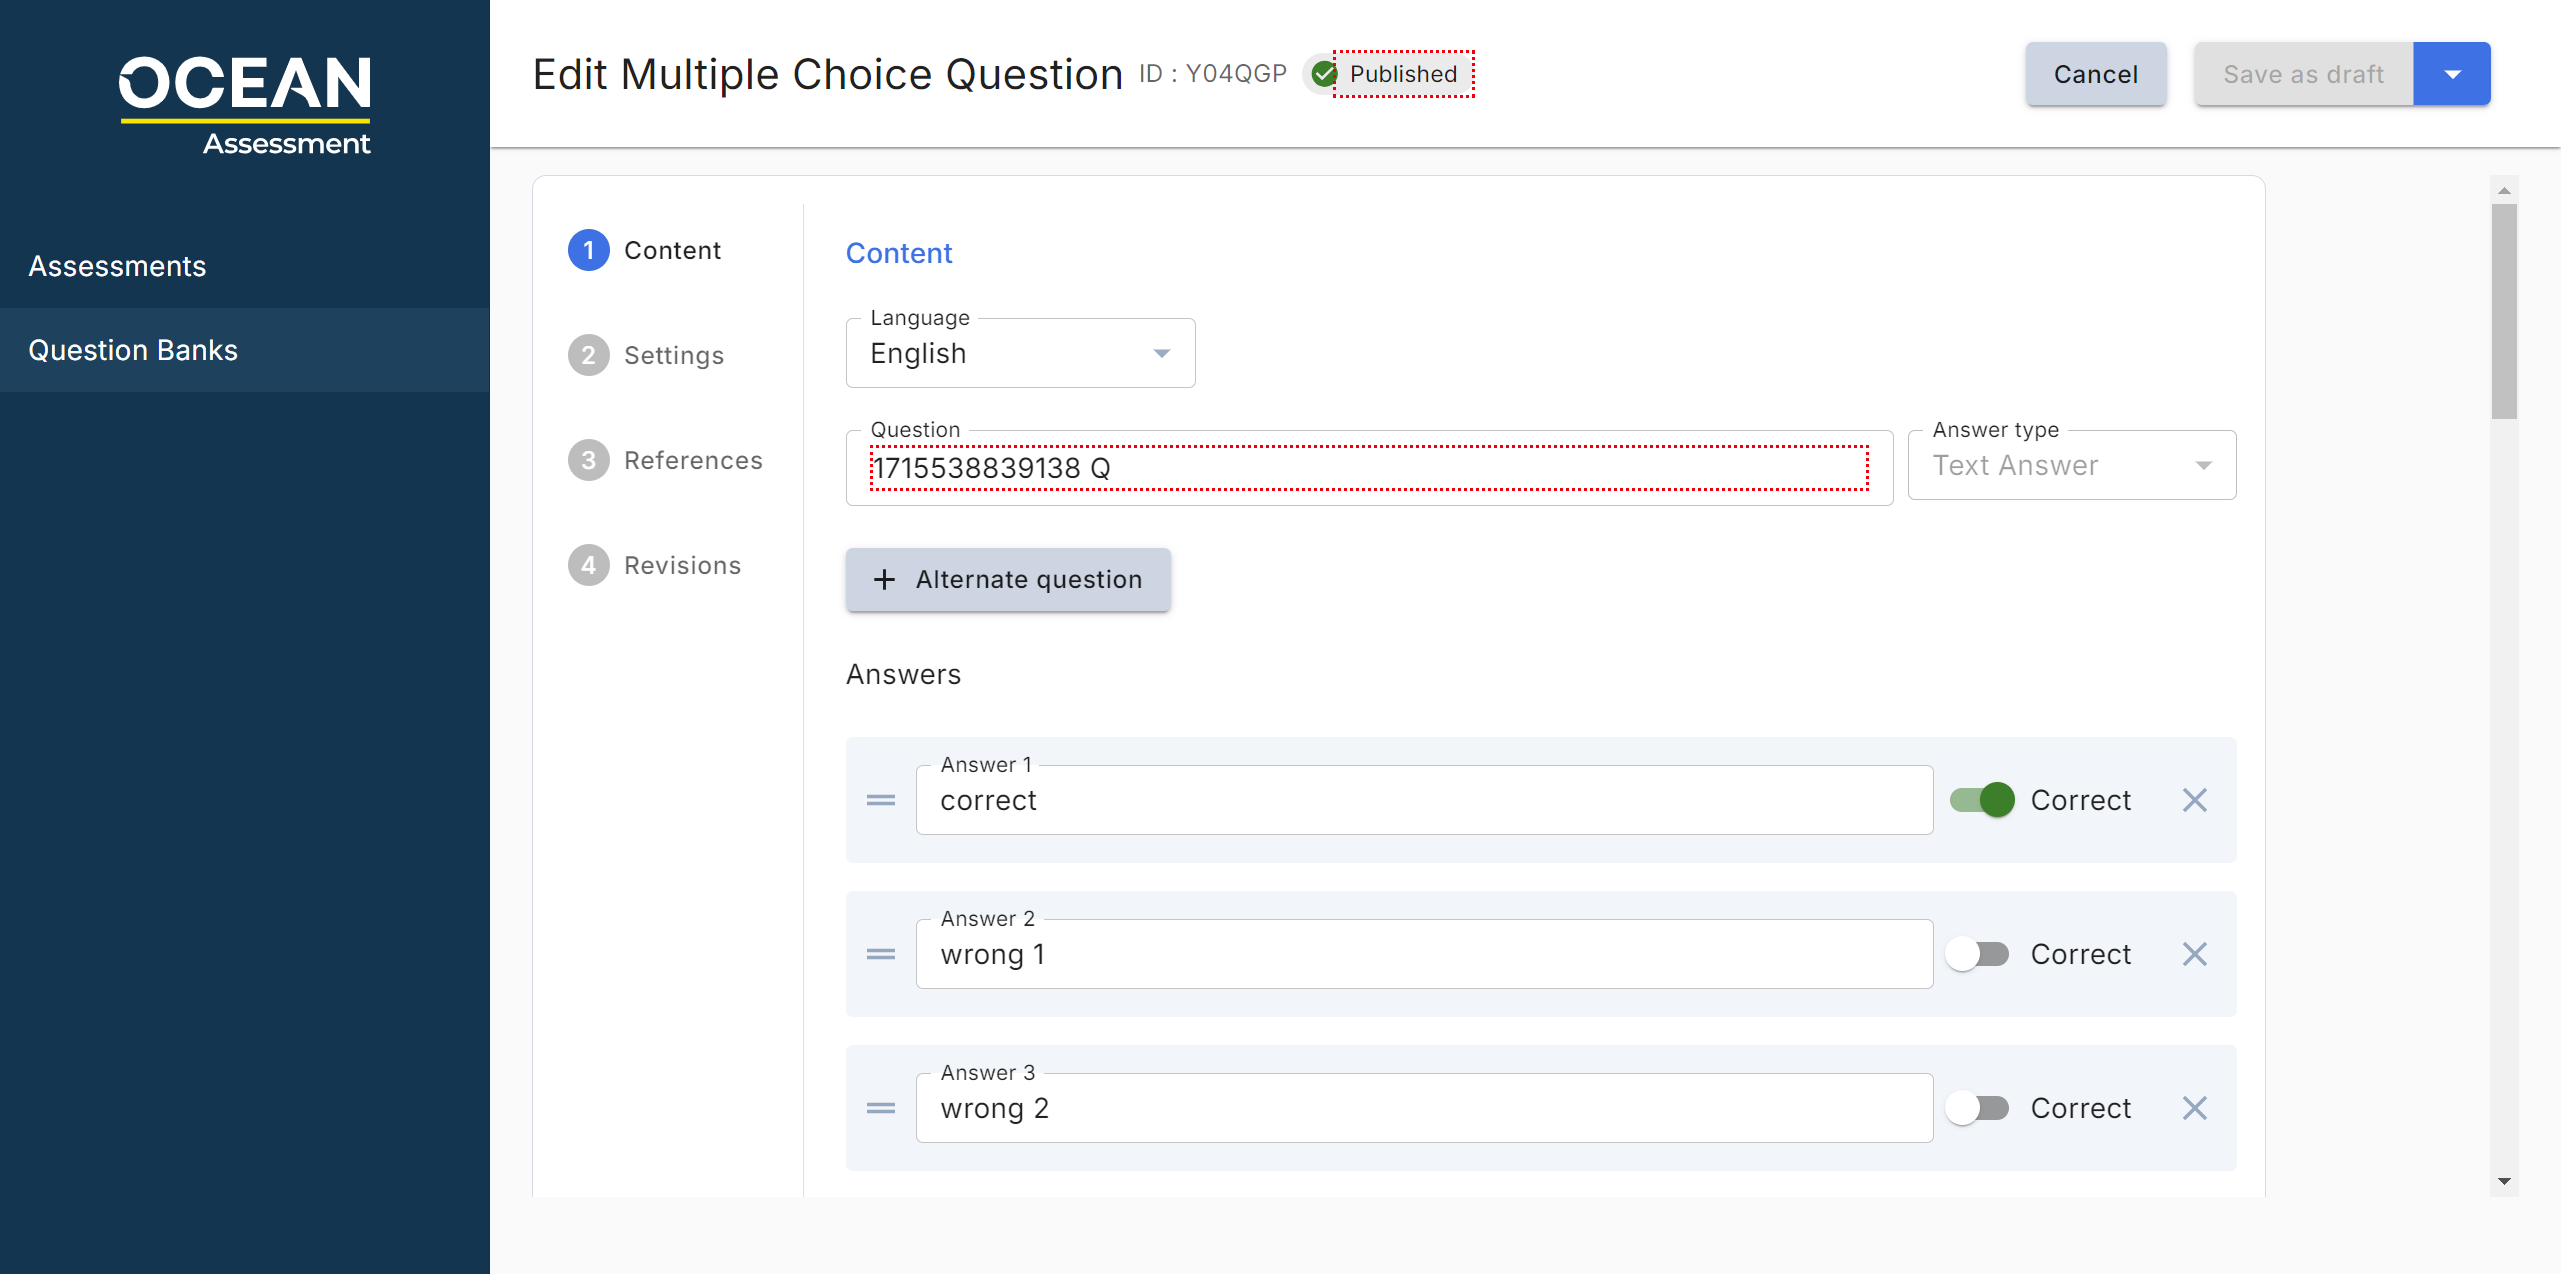 OCEAN
Assessment
Assessments
Question Banks
Edit Multiple Choice Question ID : Y04QGP Published
Cancel
Save as draft
1 Content
2 Settings
3 References
4 Revisions
Content
Language
English
Question
1715538839138 Q
Answer type
Text Answer
+ Alternate question
Answers
Answer 1
correct
Correct
Answer 2
wrong 1
Correct
Answer 3
wrong 2
Correct